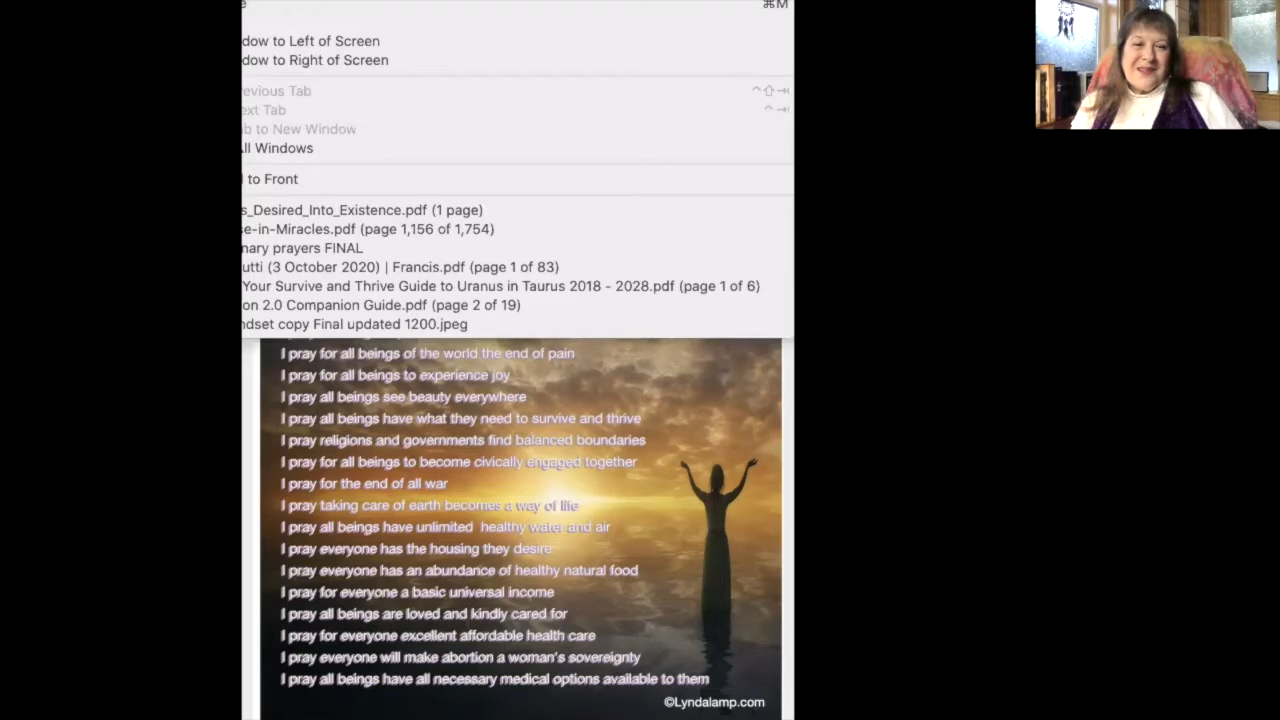 ⌘M
dow to Left of Screen
dow to Right of Screen
revious Tab ^⇧⇥
ext Tab ^⇥
b to New Window
All Windows
l to Front
s_Desired_Into_Existence.pdf (1 page)
se-in-Miracles.pdf (page 1,156 of 1,754)
nary prayers FINAL
utti (3 October 2020) | Francis.pdf (page 1 of 83)
Your Survive and Thrive Guide to Uranus in Taurus 2018 - 2028.pdf (page 1 of 6)
on 2.0 Companion Guide.pdf (page 2 of 19)
ndset copy Final updated 1200.jpeg
I pray for all beings of the world the end of pain
I pray for all beings to experience joy
I pray all beings see beauty everywhere
I pray all beings have what they need to survive and thrive
I pray religions and governments find balanced boundaries
I pray for all beings to become civically engaged together
I pray for the end of all war
I pray taking care of earth becomes a way of life
I pray all beings have unlimited healthy water and air
I pray everyone has the housing they desire
I pray everyone has an abundance of healthy natural food
I pray for everyone a basic universal income
I pray all beings are loved and kindly cared for
I pray for everyone excellent affordable health care
I pray everyone will make abortion a woman's sovereignty
I pray all beings have all necessary medical options available to them
©Lyndalamp.com